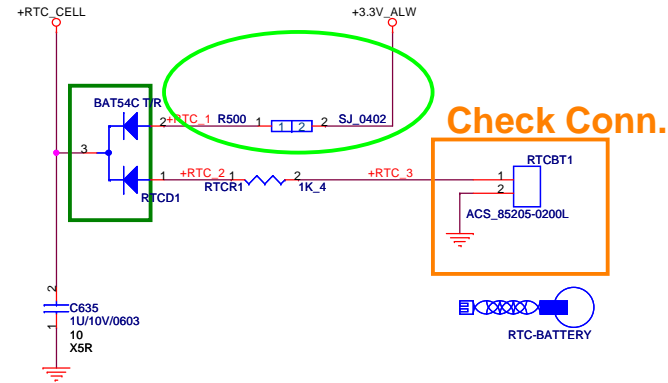 +RTC_CELL
+3.3V_ALW
BAT54C T/R
2
+RTC_1
R500
1
1
2
2
SJ_0402
Check Conn.
3
1
+RTC_2
1
2
+RTC_3
RTCD1
RTCR1
1K_4
RTCBT1
1
2
ACS_85205-0200L
2
C635
1U/10V/0603
1
10
X5R
RTC-BATTERY